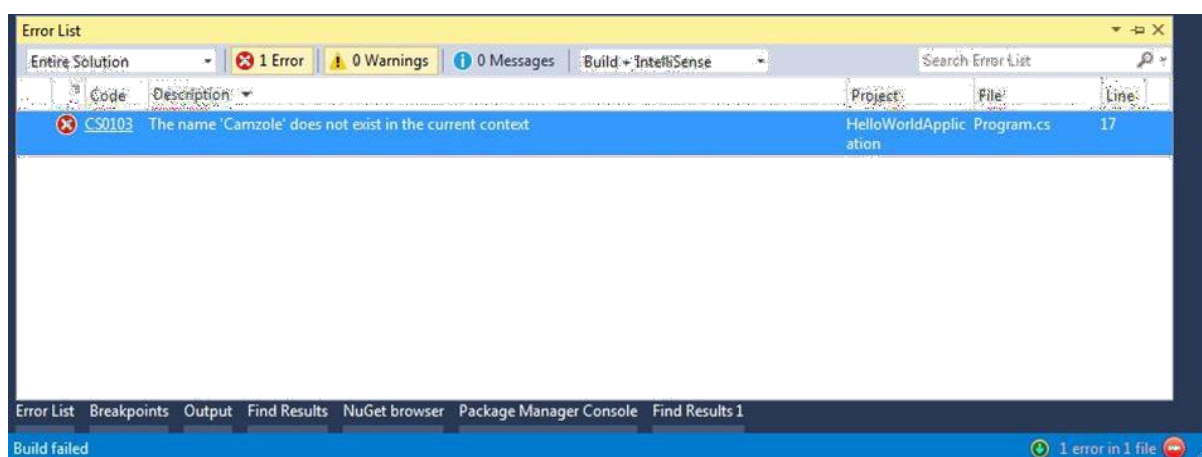 Error List
Entire Solution 1 Error 0 Warnings 0 Messages Build + IntelliSense Search Error List
Code Description Project File Line
CS0103 The name 'Camzole' does not exist in the current context HelloWorldApplic Program.cs 17
ation
Error List Breakpoints Output Find Results NuGet browser Package Manager Console Find Results 1
Build failed 1 error in 1 file